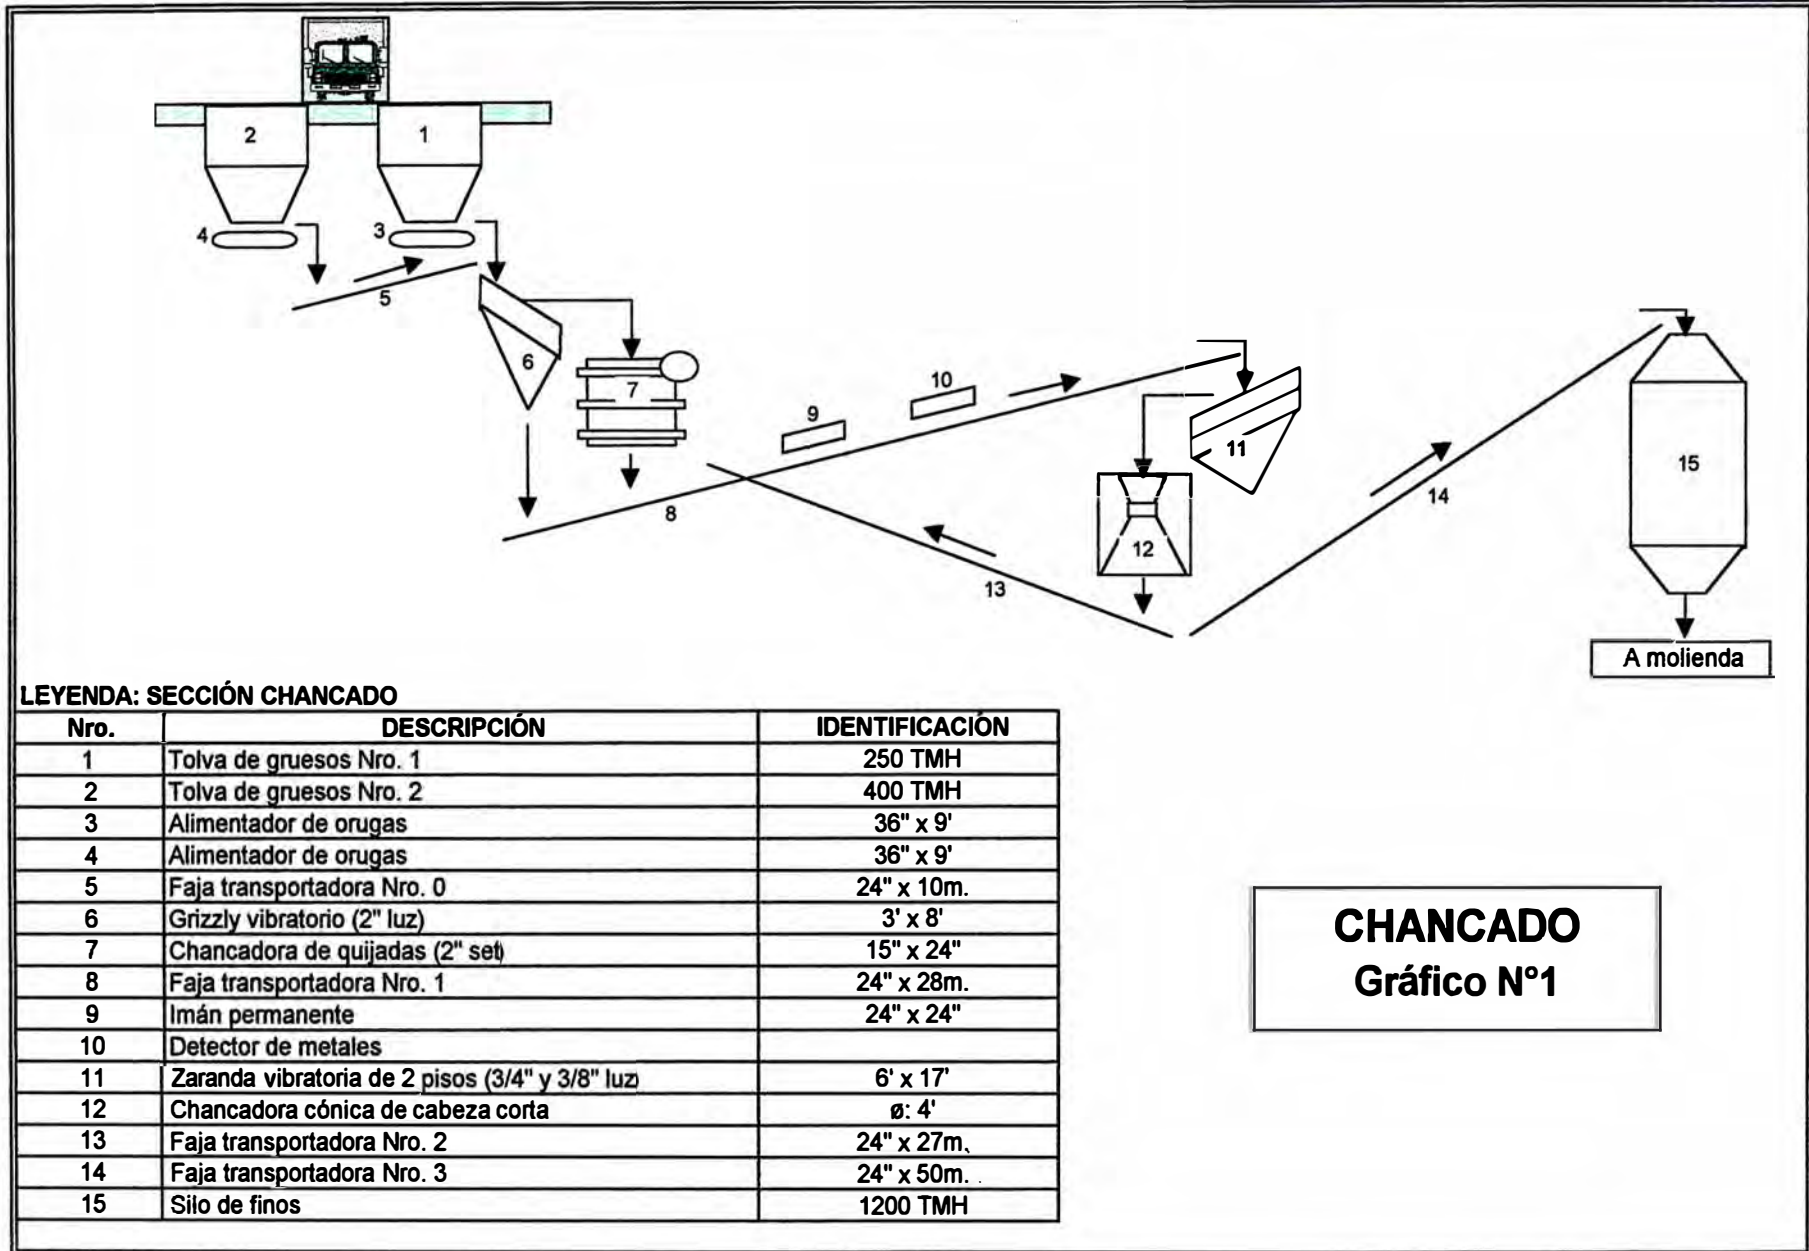 2
1
4
3
5
6
7
10
9
8
11
12
13
14
15
A molienda
LEYENDA: SECCIÓN CHANCADO
Nro. DESCRIPCIÓN IDENTIFICACIÓN
1 Tolva de gruesos Nro. 1 250 TMH
2 Tolva de gruesos Nro. 2 400 TMH
3 Alimentador de orugas 36" x 9'
4 Alimentador de orugas 36" x 9'
5 Faja transportadora Nro. 0 24" x 10m.
6 Grizzly vibratorio (2" luz) 3' x 8'
7 Chancadora de quijadas (2" set) 15" x 24"
8 Faja transportadora Nro. 1 24" x 28m.
9 Imán permanente 24" x 24"
10 Detector de metales
11 Zaranda vibratoria de 2 pisos (3/4" y 3/8" luz) 6' x 17'
12 Chancadora cónica de cabeza corta ø: 4'
13 Faja transportadora Nro. 2 24" x 27m.
14 Faja transportadora Nro. 3 24" x 50m.
15 Silo de finos 1200 TMH
CHANCADO
Gráfico N°1